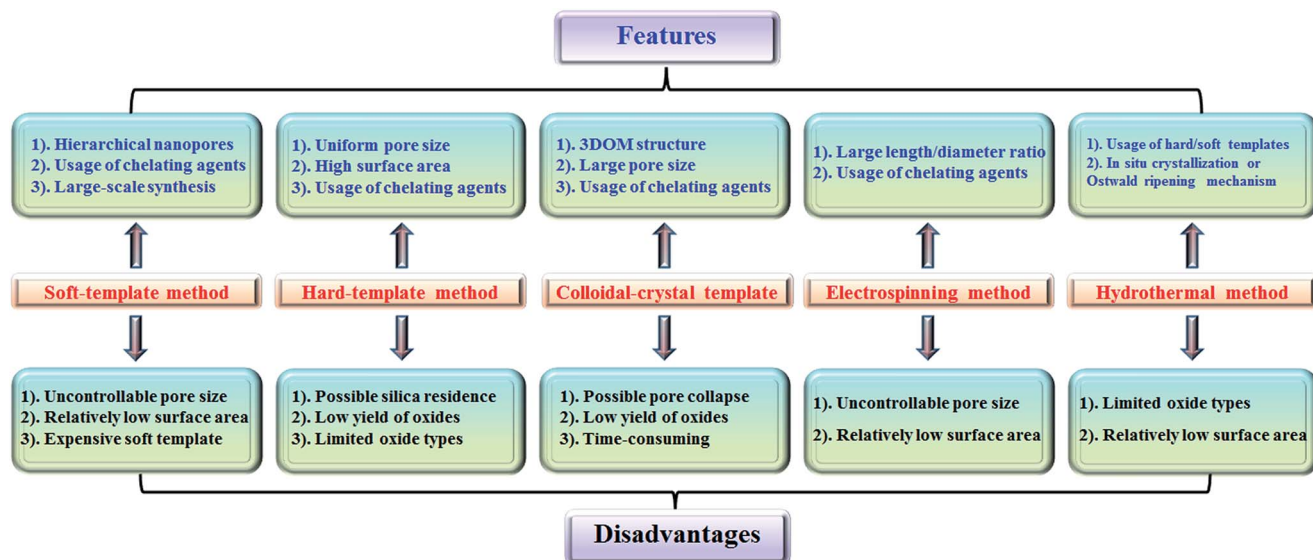 Features
1). Hierarchical nanopores
2). Usage of chelating agents
3). Large-scale synthesis
1). Uniform pore size
2). High surface area
3). Usage of chelating agents
1). 3DOM structure
2). Large pore size
3). Usage of chelating agents
1). Large length/diameter ratio
2). Usage of chelating agents
1). Usage of hard/soft templates
2). In situ crystallization or
Ostwald ripening mechanism
Soft-template method
Hard-template method
Colloidal-crystal template
Electrospinning method
Hydrothermal method
1). Uncontrollable pore size
2). Relatively low surface area
3). Expensive soft template
1). Possible silica residence
2). Low yield of oxides
3). Limited oxide types
1). Possible pore collapse
2). Low yield of oxides
3). Time-consuming
1). Uncontrollable pore size
2). Relatively low surface area
1). Limited oxide types
2). Relatively low surface area
Disadvantages